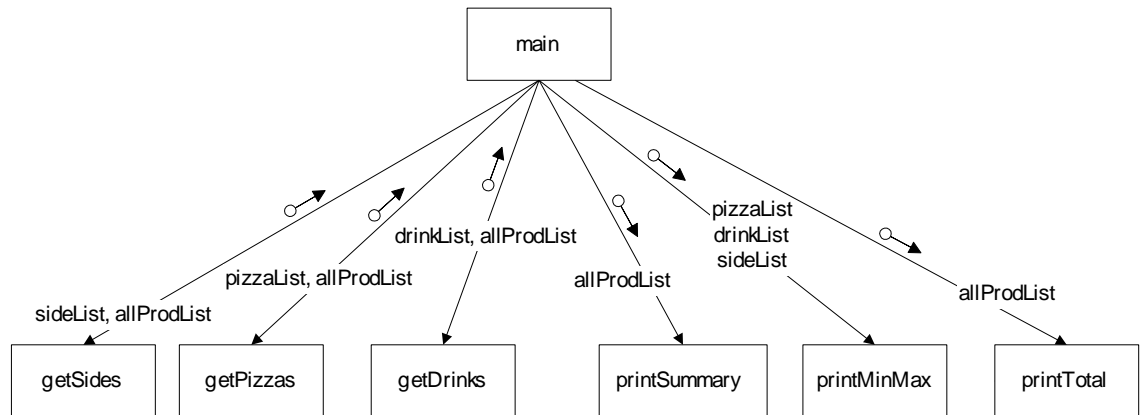 main
pizzaList
drinkList, allProdList
drinkList
sideList
pizzaList, allProdList
allProdList
allProdList
sideList, allProdList
getSides
getPizzas
getDrinks
printSummary
printMinMax
printTotal